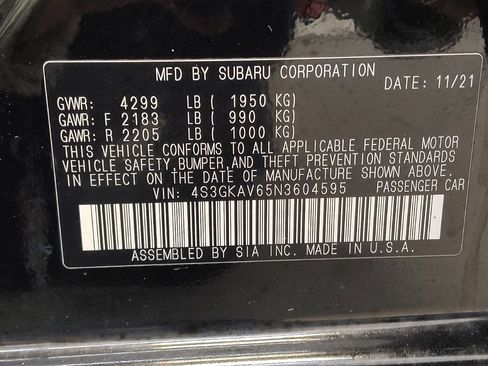 MFD BY SUBARU CORPORATION
DATE: 11/21
GVWR: 4299 LB ( 1950 KG)
GAWR: F 2183 LB ( 990 KG)
GAWR: R 2205 LB ( 1000 KG)
THIS VEHICLE CONFORMS TO ALL APPLICABLE FEDERAL MOTOR
VEHICLE SAFETY, BUMPER, AND THEFT PREVENTION STANDARDS
IN EFFECT ON THE DATE OF MANUFACTURE SHOWN ABOVE.
VIN: 4S3GKAV65N3604595 PASSENGER CAR
ASSEMBLED BY SIA INC. MADE IN U.S.A.